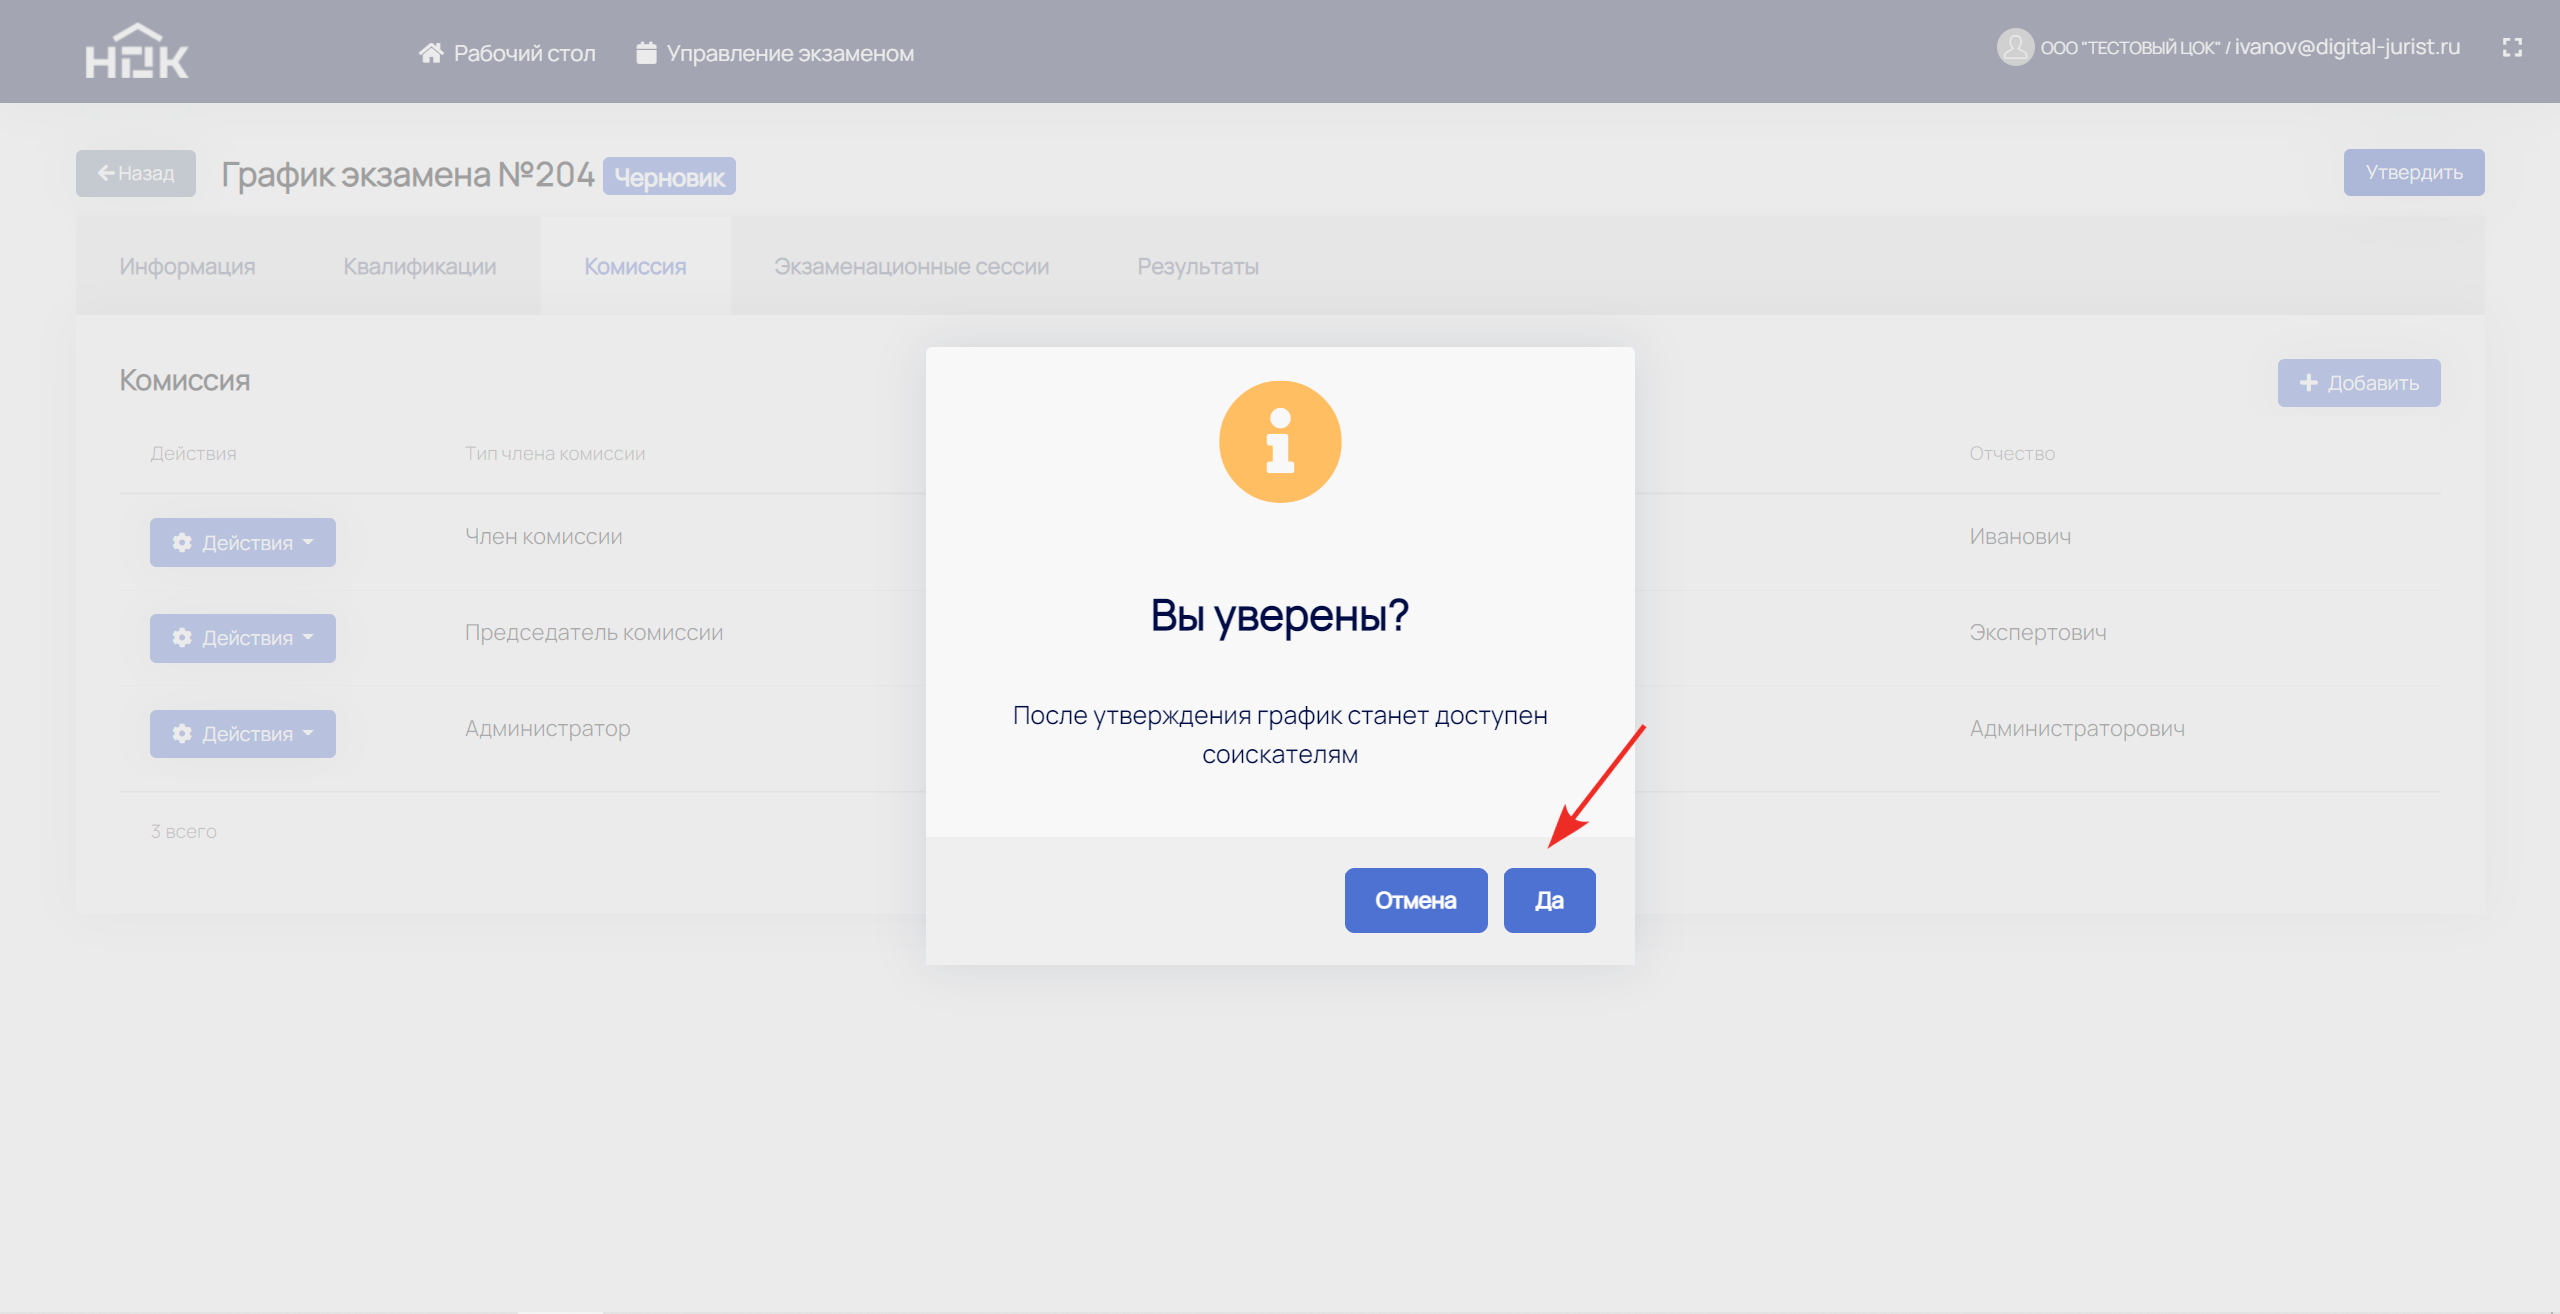 НОК
Рабочий стол
Управление экзаменом
ООО "ТЕСТОВЫЙ ЦОК" / ivanov@digital-jurist.ru
Назад
График экзамена №204 Черновик
Утвердить
Информация
Квалификации
Комиссия
Экзаменационные сессии
Результаты
Комиссия
Добавить
Действия
Тип члена комиссии
Отчество
Действия
Член комиссии
Иванович
Действия
Председатель комиссии
Экспертович
Действия
Администратор
Администраторович
3 всего
Вы уверены?
После утверждения график станет доступен
соискателям
Отмена
Да